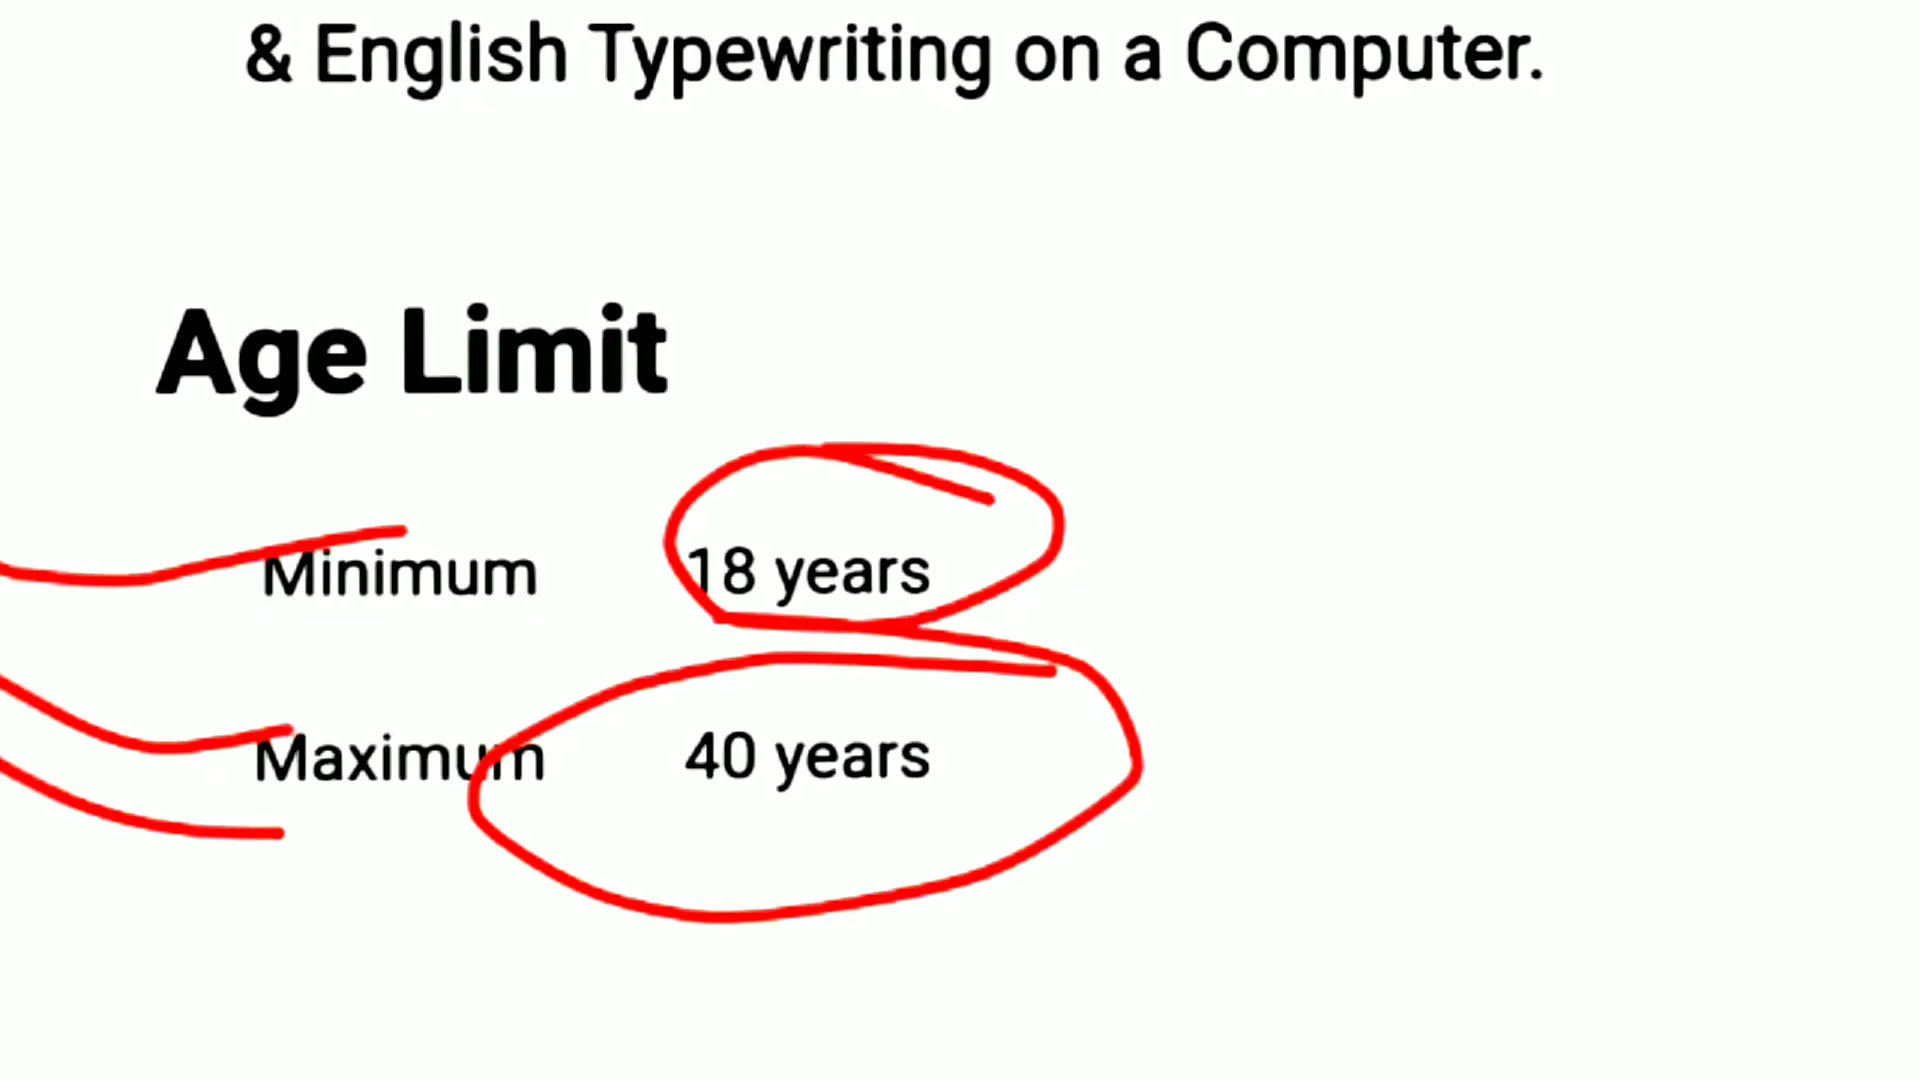 & English Typewriting on a Computer.
Age Limit
Minimum 18 years
Maximum 40 years